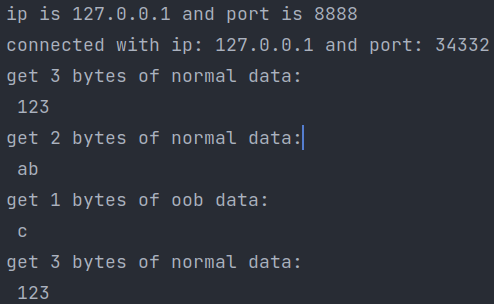 ip is 127.0.0.1 and port is 8888
connected with ip: 127.0.0.1 and port: 34332
get 3 bytes of normal data:
 123
get 2 bytes of normal data:
 ab
get 1 bytes of oob data:
 c
get 3 bytes of normal data:
 123